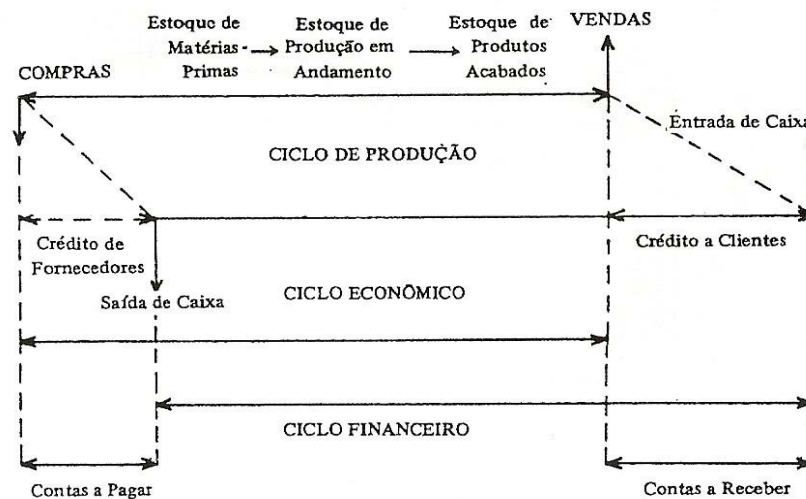 Estoque de
Matérias-
Primas
Estoque de
Produção em
Andamento
Estoque de
Produtos
Acabados
VENDAS
COMPRAS
Entrada de Caixa
CICLO DE PRODUÇÃO
Crédito de
Fornecedores
Crédito a Clientes
Saída de Caixa
CICLO ECONÔMICO
CICLO FINANCEIRO
Contas a Pagar
Contas a Receber